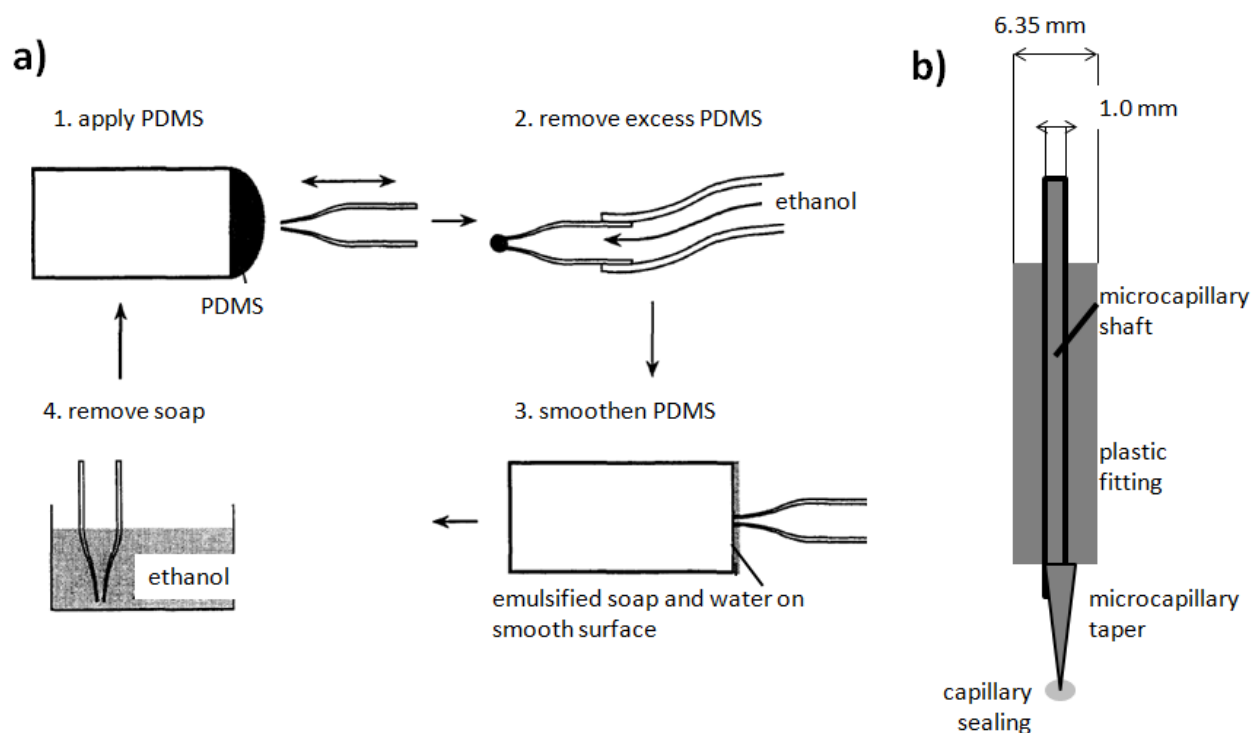 a)
1. apply PDMS
PDMS
2. remove excess PDMS
ethanol
3. smoothen PDMS
emulsified soap and water on
smooth surface
4. remove soap
ethanol
b)
6.35 mm
1.0 mm
microcapillary
shaft
plastic
fitting
microcapillary
taper
capillary
sealing